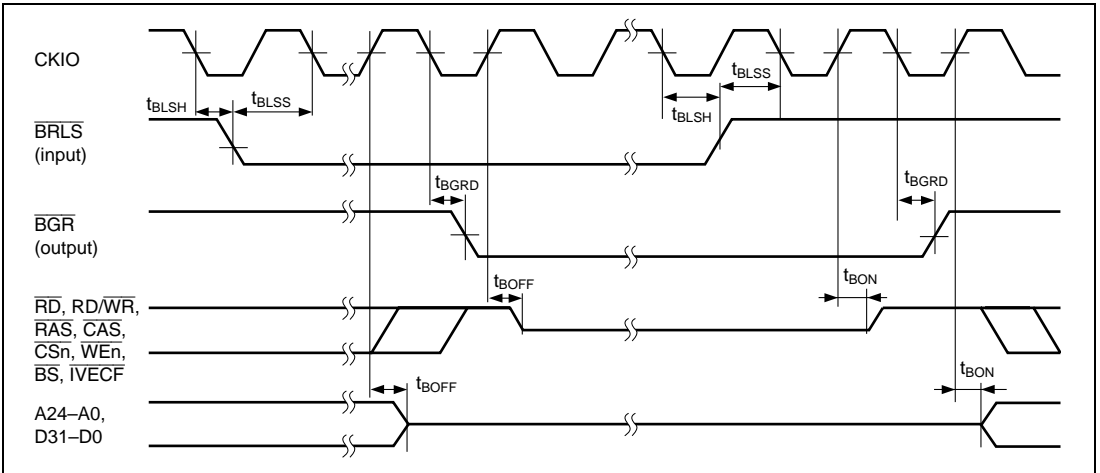 CKIO
tBLSH
tBLSS
tBLSH
tBLSS
BRLS
(input)
tBGRD
tBGRD
BGR
(output)
tBOFF
tBON
RD, RD/WR,
RAS, CAS,
CSn, WEn,
BS, IVECF
tBOFF
tBON
A24–A0,
D31–D0